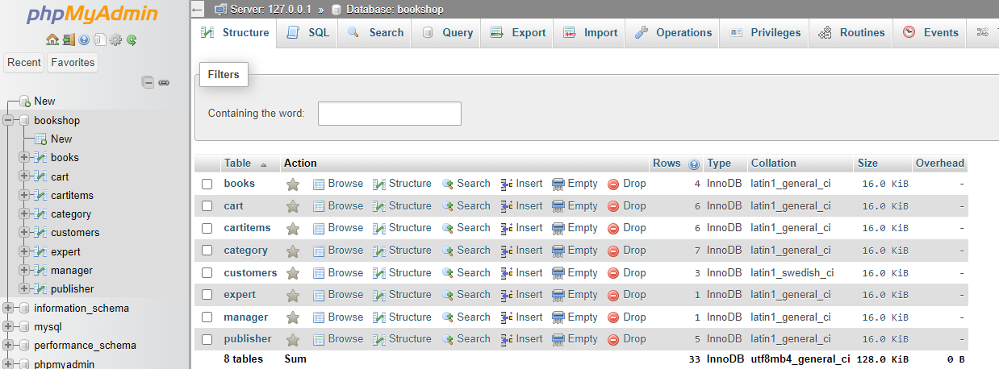 phpMyAdmin
Recent Favorites
New
bookshop
New
books
cart
cartitems
category
customers
expert
manager
publisher
information_schema
mysql
performance_schema
phpmyadmin
Server: 127.0.0.1 » Database: bookshop
Structure SQL Search Query Export Import Operations Privileges Routines Events
Filters
Containing the word:
Table Action Rows Type Collation Size Overhead
books Browse Structure Search Insert Empty Drop 4 InnoDB latin1_general_ci 16.0 KiB -
cart Browse Structure Search Insert Empty Drop 6 InnoDB latin1_general_ci 16.0 KiB -
cartitems Browse Structure Search Insert Empty Drop 6 InnoDB latin1_general_ci 16.0 KiB -
category Browse Structure Search Insert Empty Drop 7 InnoDB latin1_general_ci 16.0 KiB -
customers Browse Structure Search Insert Empty Drop 3 InnoDB latin1_swedish_ci 16.0 KiB -
expert Browse Structure Search Insert Empty Drop 1 InnoDB latin1_general_ci 16.0 KiB -
manager Browse Structure Search Insert Empty Drop 1 InnoDB latin1_general_ci 16.0 KiB -
publisher Browse Structure Search Insert Empty Drop 5 InnoDB latin1_general_ci 16.0 KiB -
8 tables Sum 33 InnoDB utf8mb4_general_ci 128.0 KiB 0 B